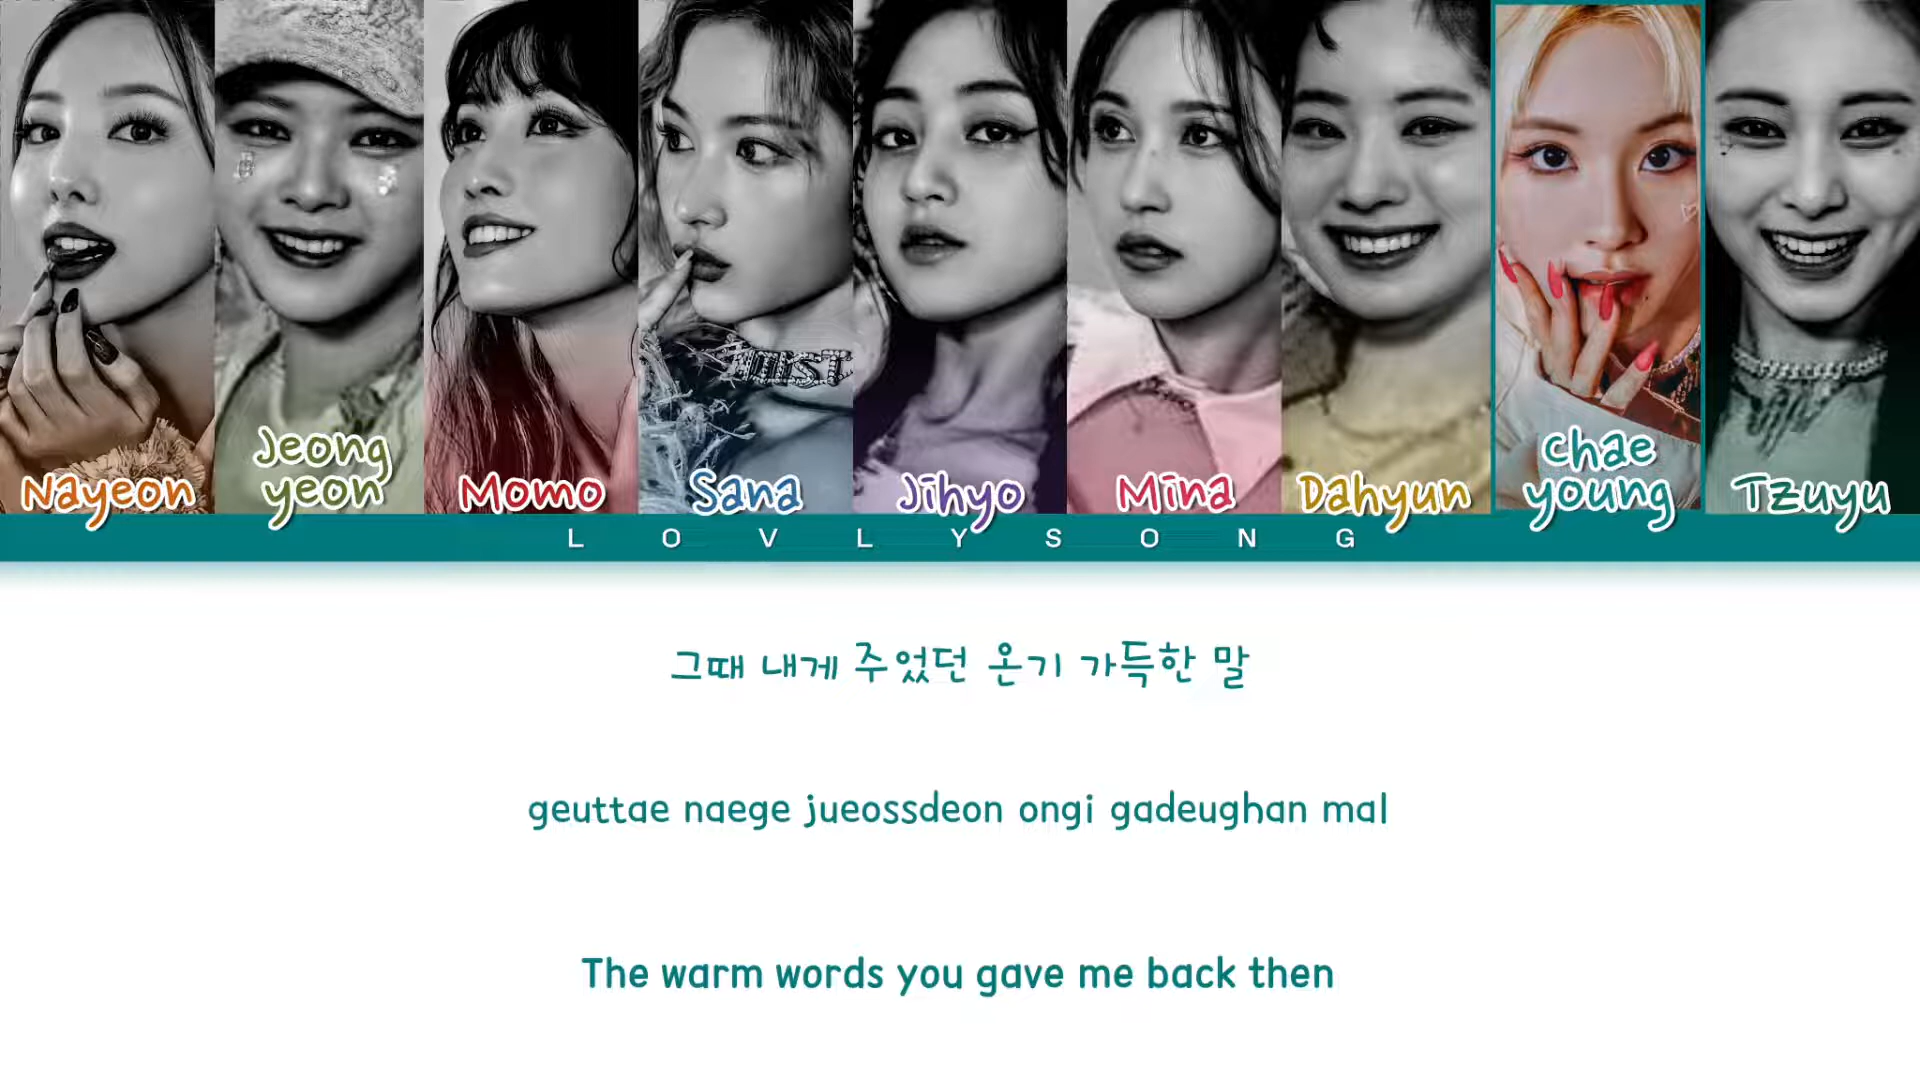 Nayeon
Jeong
yeon
Momo
Sana
Jihyo
Mina
Dahyun
chae
young
Tzuyu
LOVLYSONG
그때 내게 주었던 온기 가득한 말
geuttae naege jueossdeon ongi gadeughan mal
The warm words you gave me back then